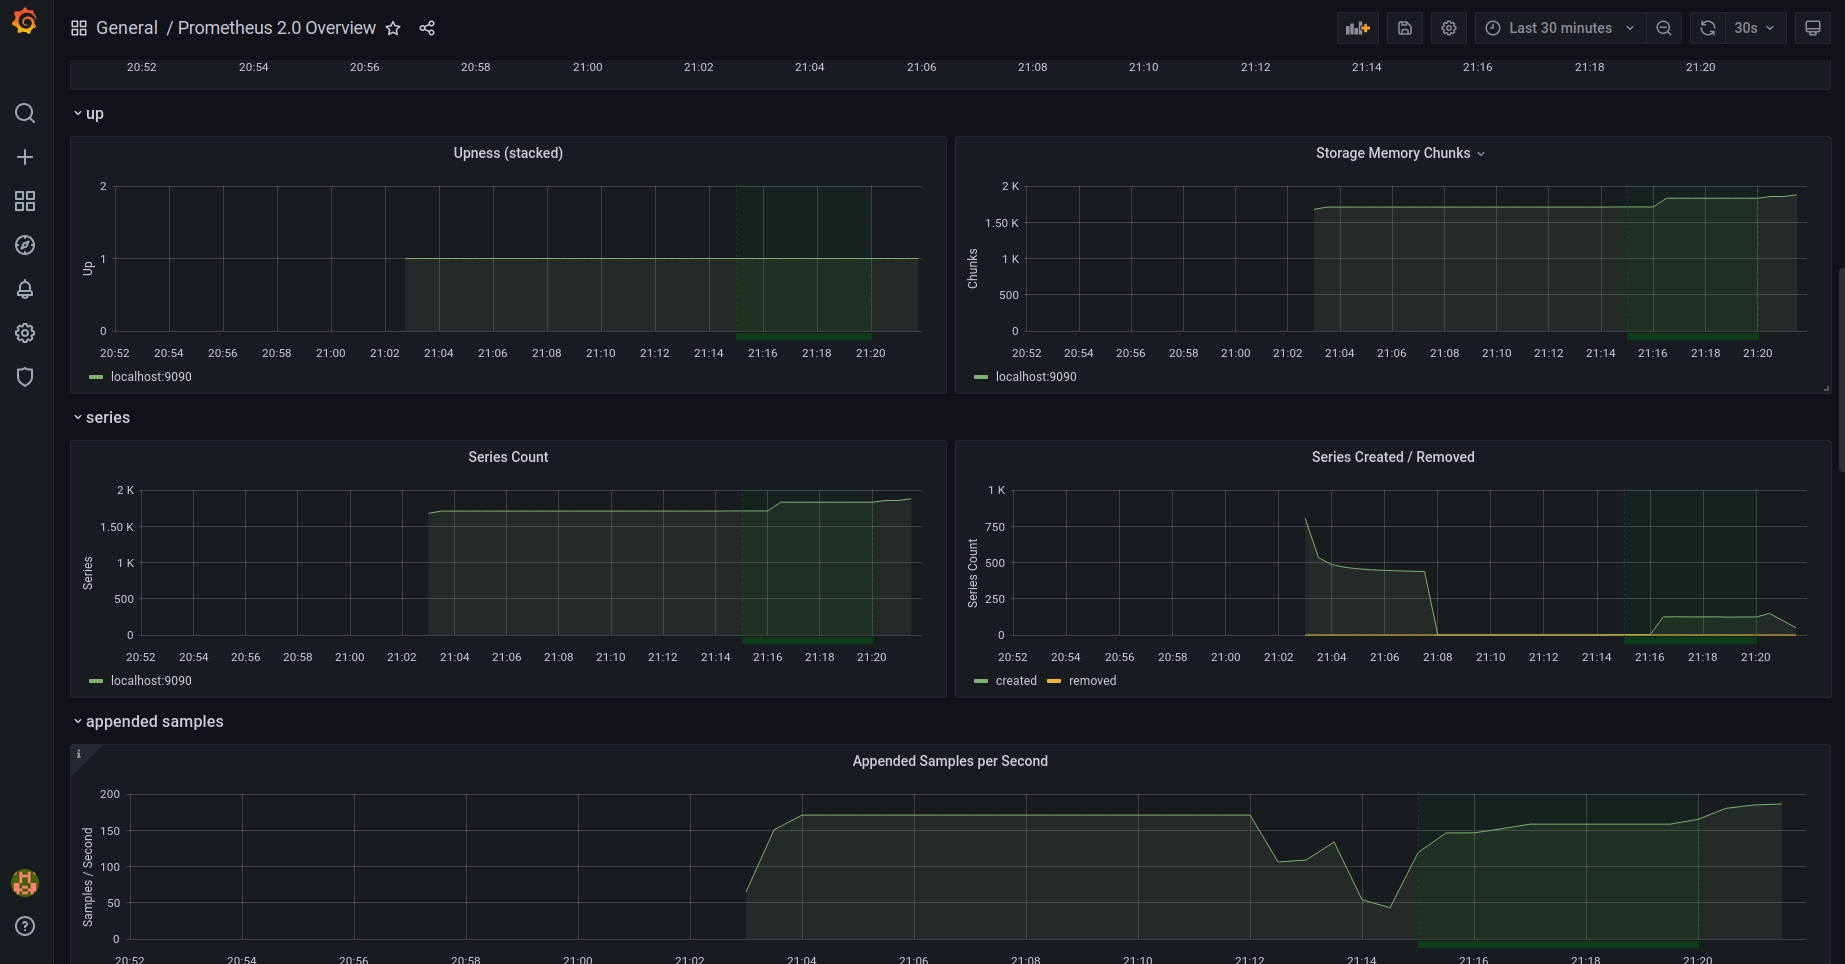 General / Prometheus 2.0 Overview
Last 30 minutes
30s
20:52 20:54 20:56 20:58 21:00 21:02 21:04 21:06 21:08 21:10 21:12 21:14 21:16 21:18 21:20
up
Upness (stacked)
Up
2
1
0
20:52 20:54 20:56 20:58 21:00 21:02 21:04 21:06 21:08 21:10 21:12 21:14 21:16 21:18 21:20
localhost:9090
Storage Memory Chunks
Chunks
2 K
1.50 K
1 K
500
0
20:52 20:54 20:56 20:58 21:00 21:02 21:04 21:06 21:08 21:10 21:12 21:14 21:16 21:18 21:20
localhost:9090
series
Series Count
Series
2 K
1.50 K
1 K
500
0
20:52 20:54 20:56 20:58 21:00 21:02 21:04 21:06 21:08 21:10 21:12 21:14 21:16 21:18 21:20
localhost:9090
Series Created / Removed
Series Count
1 K
750
500
250
0
20:52 20:54 20:56 20:58 21:00 21:02 21:04 21:06 21:08 21:10 21:12 21:14 21:16 21:18 21:20
created removed
appended samples
i
Appended Samples per Second
Samples / Second
200
150
100
50
0
20:52 20:54 20:56 20:58 21:00 21:02 21:04 21:06 21:08 21:10 21:12 21:14 21:16 21:18 21:20